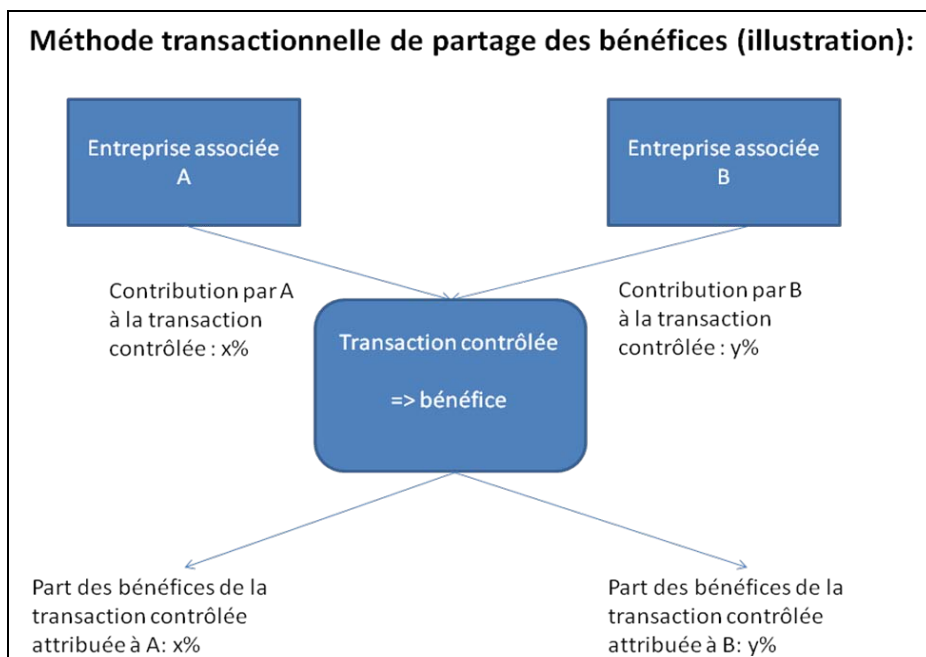 Méthode transactionnelle de partage des bénéfices (illustration):
Entreprise associée
A
Entreprise associée
B
Contribution par A
à la transaction
contrôlée : x%
Contribution par B
à la transaction
contrôlée : y%
Transaction contrôlée
=> bénéfice
Part des bénéfices de la
transaction contrôlée
attribuée à A: x%
Part des bénéfices de la
transaction contrôlée
attribuée à B: y%